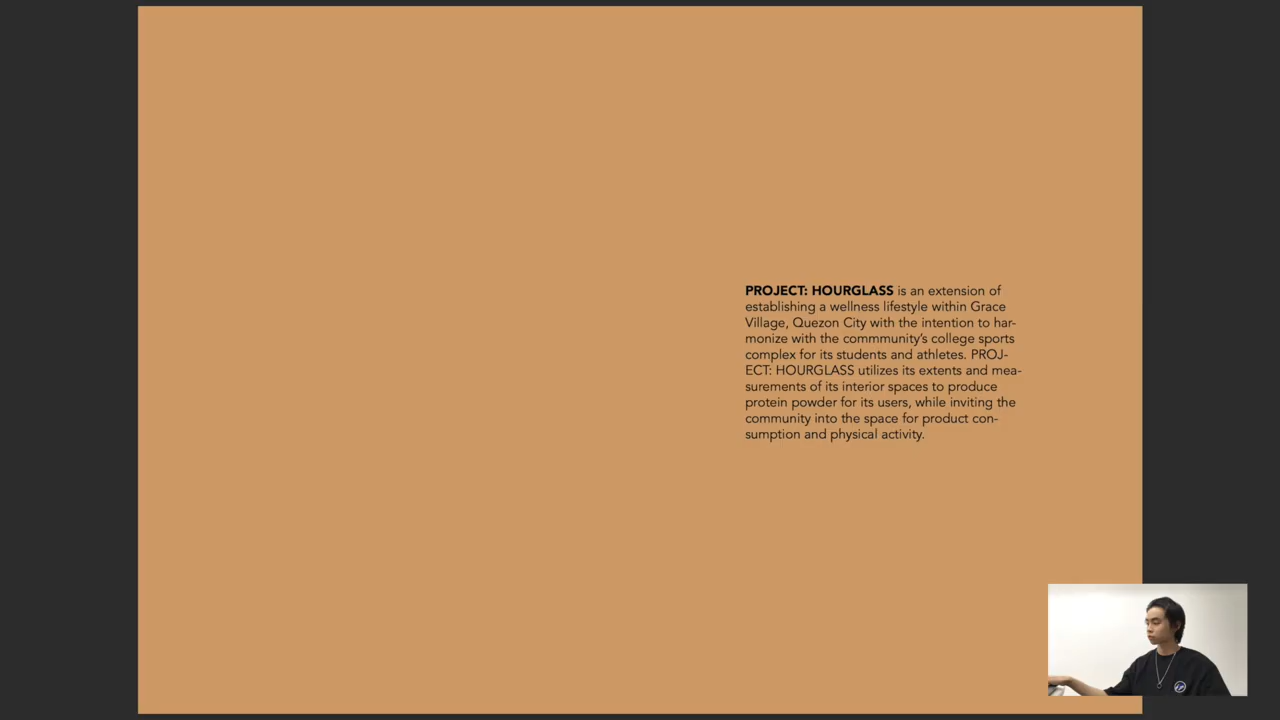 PROJECT: HOURGLASS is an extension of
establishing a wellness lifestyle within Grace
Village, Quezon City with the intention to har-
monize with the commmunity's college sports
complex for its students and athletes. PROJ-
ECT: HOURGLASS utilizes its extents and mea-
surements of its interior spaces to produce
protein powder for its users, while inviting the
community into the space for product con-
sumption and physical activity.